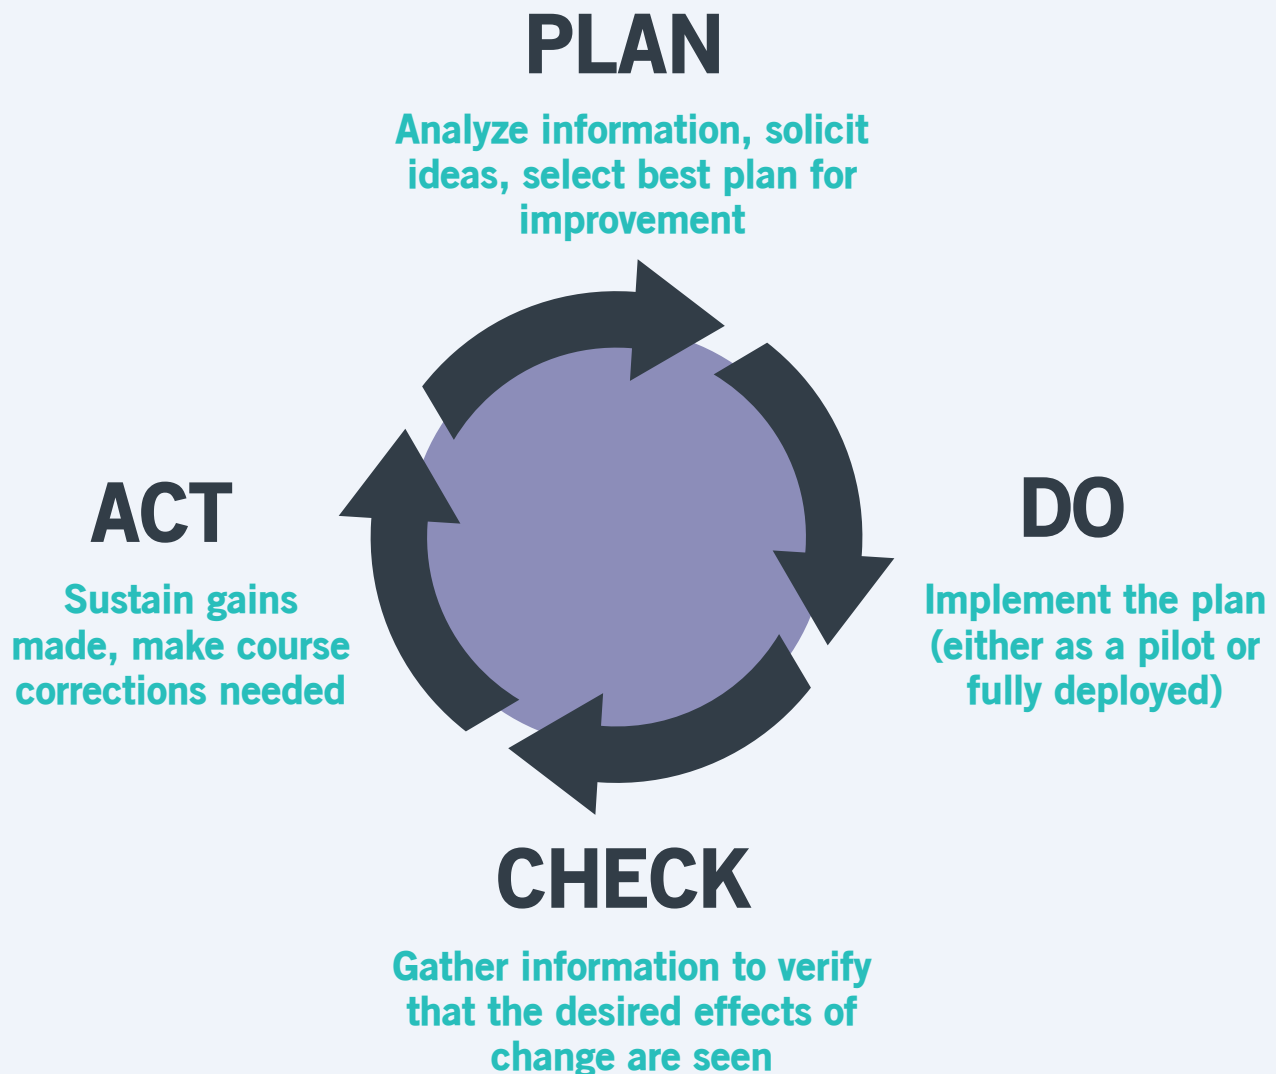 PLAN
Analyze information, solicit
ideas, select best plan for
improvement
ACT
Sustain gains
made, make course
corrections needed
DO
Implement the plan
(either as a pilot or
fully deployed)
CHECK
Gather information to verify
that the desired effects of
change are seen